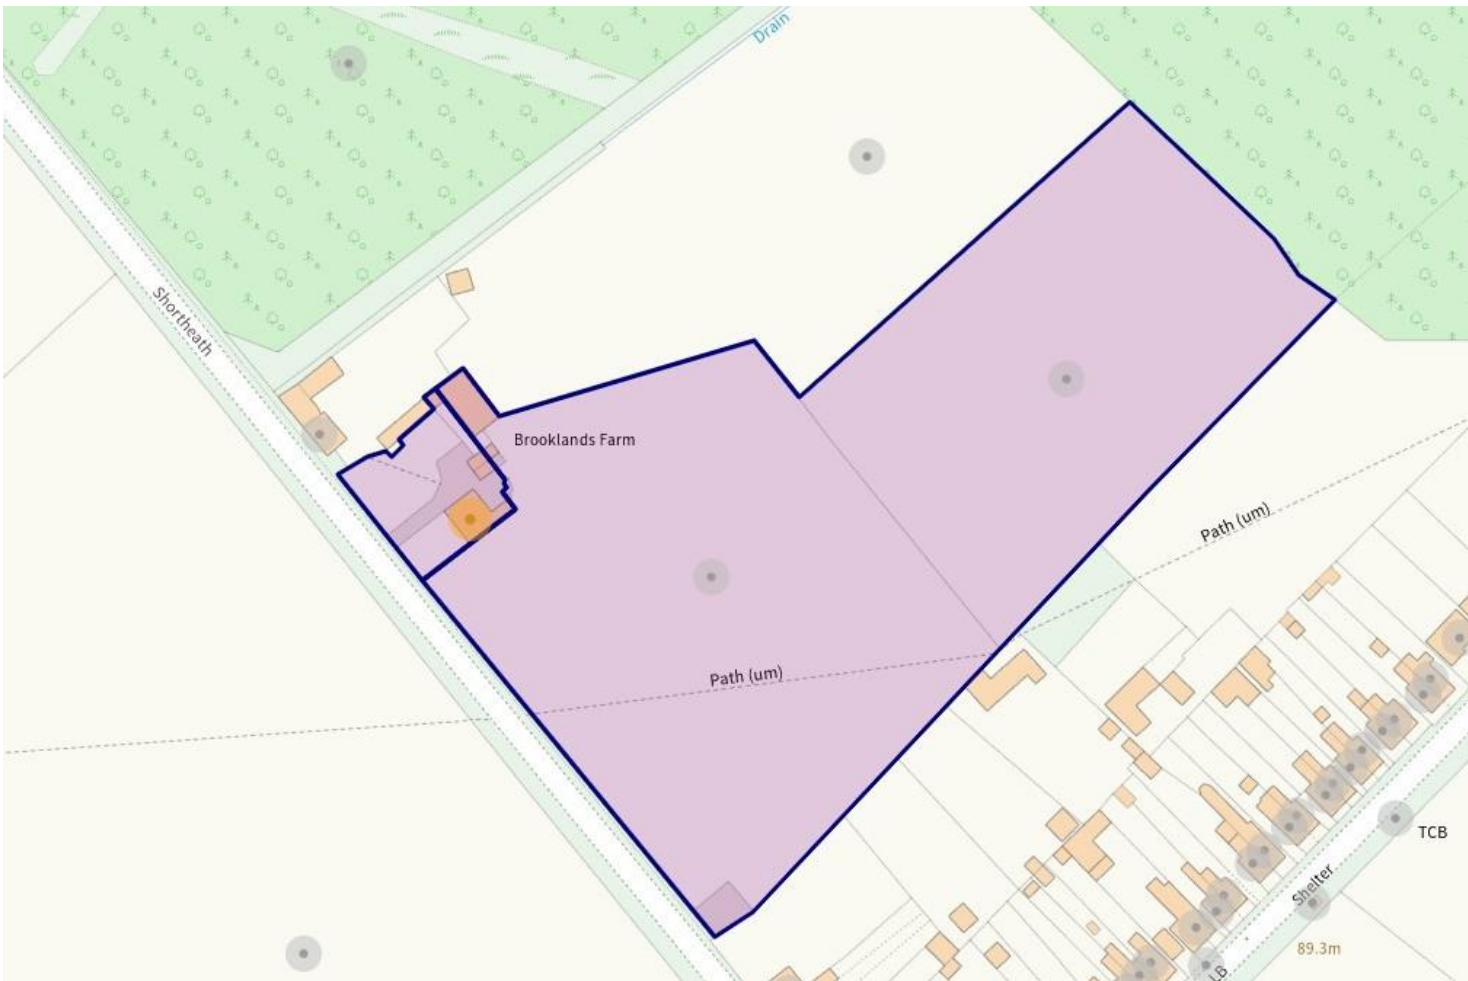 Drain
Shortheath
Brooklands Farm
Path (um)
Path (um)
TCB
Shelter
89.3m
LB